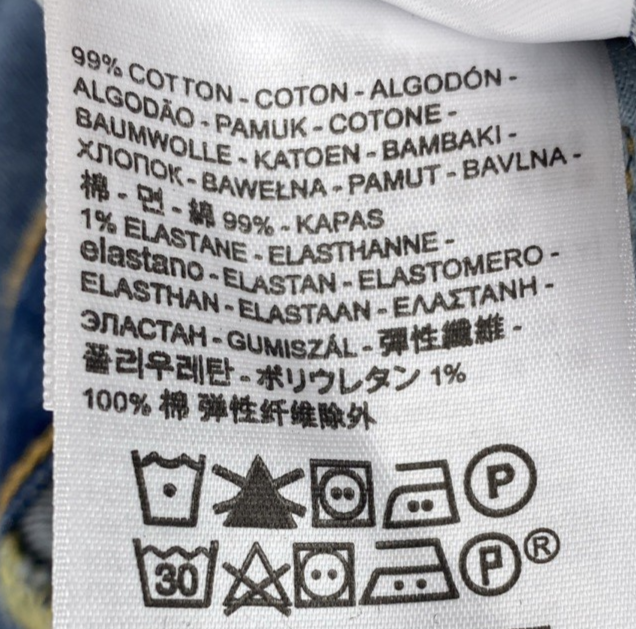 99% COTTON - COTON - ALGODÓN -
ALGODÃO - PAMUK - COTONE -
BAUMWOLLE - KATOEN - BAMBAKI -
ХЛОПОК - BAWEŁNA - PAMUT - BAVLNA -
棉 - 면 - 綿 99% - KAPAS
1% ELASTANE - ELASTHANNE -
elastano - ELASTAN - ELASTOMERO -
ELASTHAN - ELASTAAN - ΕΛΑΣΤΑΝΗ -
ЭЛАСТАН - GUMISZÁL - 弾性繊維 -
폴리우레탄 - ポリウレタン 1%
100% 棉 弹性纤维除外
P
30 P ®